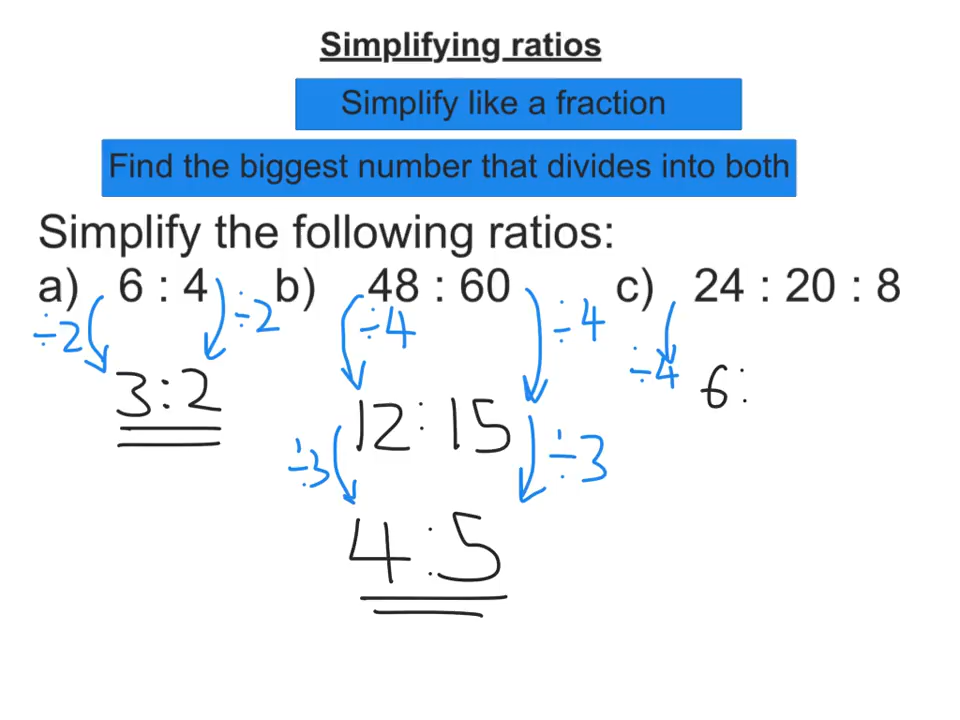 Simplifying ratios
Simplify like a fraction
Find the biggest number that divides into both
Simplify the following ratios:
a) 6 : 4 b) 48 : 60 c) 24 : 20 : 8
÷2 ÷2 ÷4 ÷4 ÷4
3:2 12:15 6:
÷3 ÷3
4:5